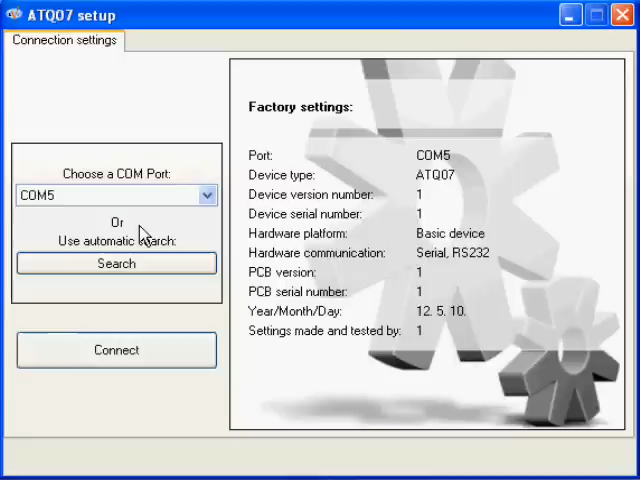 ATQ07 setup
Connection settings
Choose a COM Port:
COM5
Or
Use automatic search:
Search
Connect
Factory settings:
Port: COM5
Device type: ATQ07
Device version number: 1
Device serial number: 1
Hardware platform: Basic device
Hardware communication: Serial, RS232
PCB version: 1
PCB serial number: 1
Year/Month/Day: 12. 5. 10.
Settings made and tested by: 1